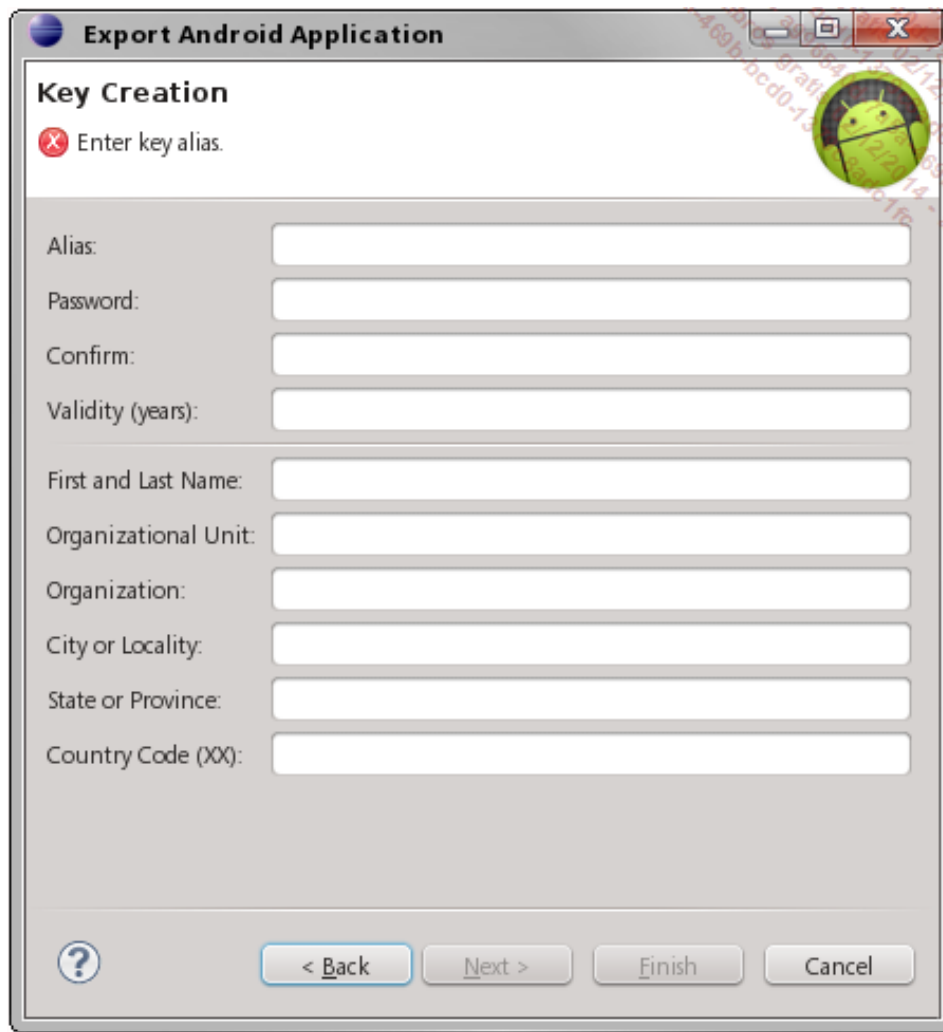 Export Android Application
Key Creation
Enter key alias.
Alias:
Password:
Confirm:
Validity (years):
First and Last Name:
Organizational Unit:
Organization:
City or Locality:
State or Province:
Country Code (XX):
< Back
Next >
Finish
Cancel